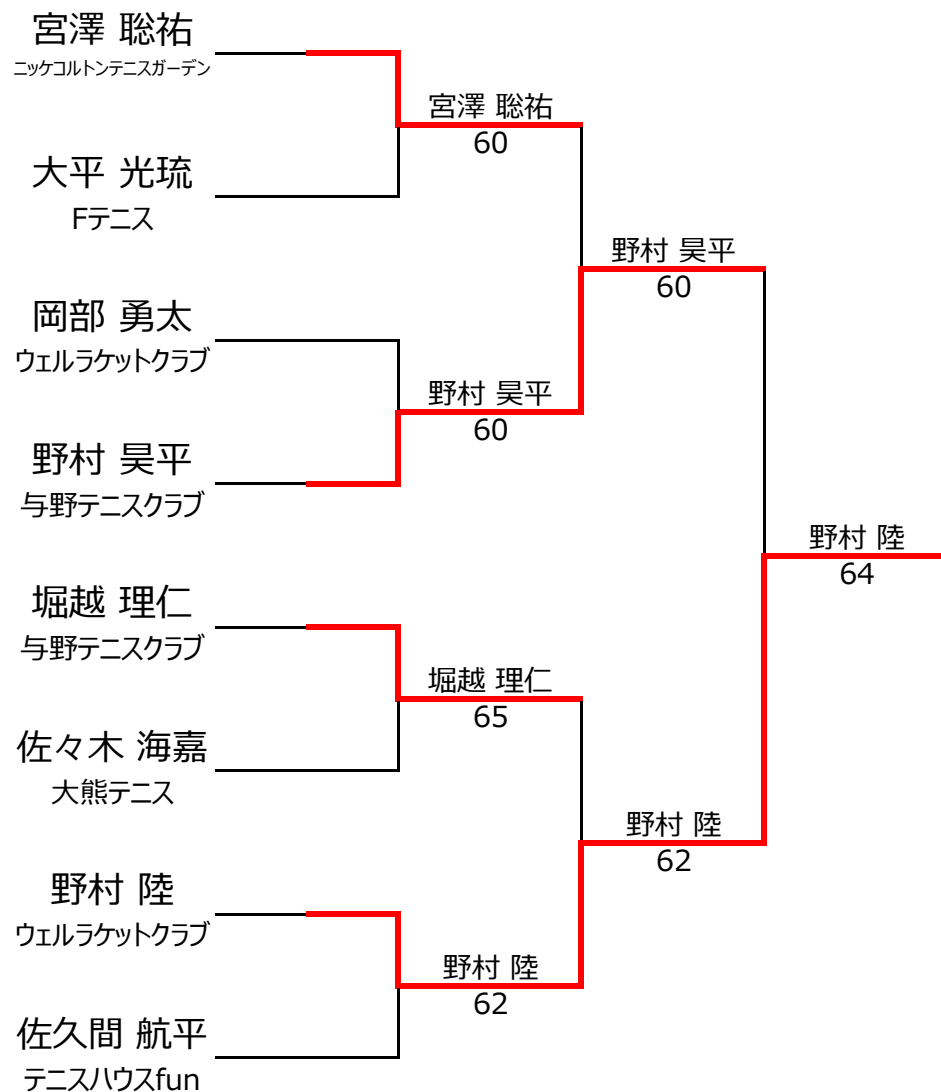 宮澤 聡祐
ニッケコルトンテニスガーデン
大平 光琉
Fテニス
岡部 勇太
ウェルラケットクラブ
野村 昊平
与野テニスクラブ
堀越 理仁
与野テニスクラブ
佐々木 海嘉
大熊テニス
野村 陸
ウェルラケットクラブ
佐久間 航平
テニスハウスfun
宮澤 聡祐
60
野村 昊平
60
堀越 理仁
65
野村 陸
62
野村 昊平
60
野村 陸
62
野村 陸
64